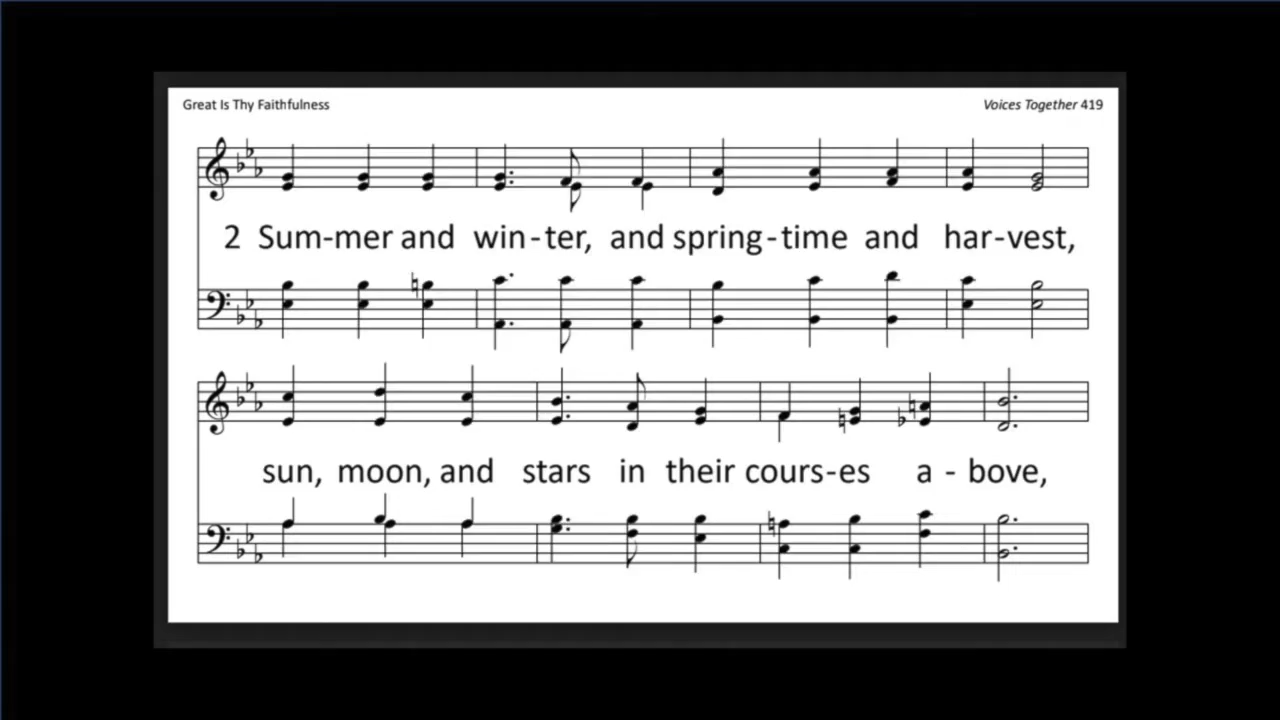 Great Is Thy Faithfulness
Voices Together 419
2 Sum-mer and win-ter, and spring-time and har-vest,
sun, moon, and stars in their cours-es a-bove,